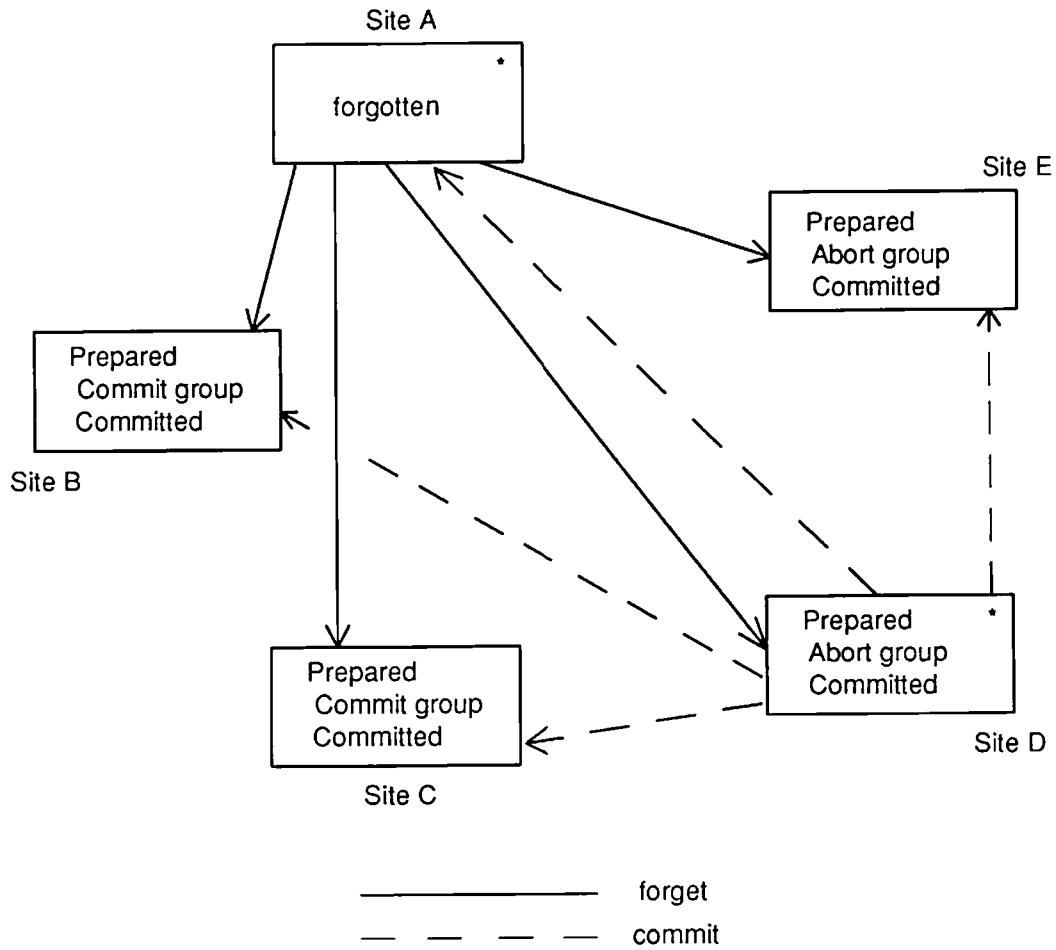 Site A
*
forgotten
Site E
Prepared
Abort group
Committed
Prepared
Commit group
Committed
Site B
Prepared
Commit group
Committed
Site C
*
Prepared
Abort group
Committed
Site D
forget
commit